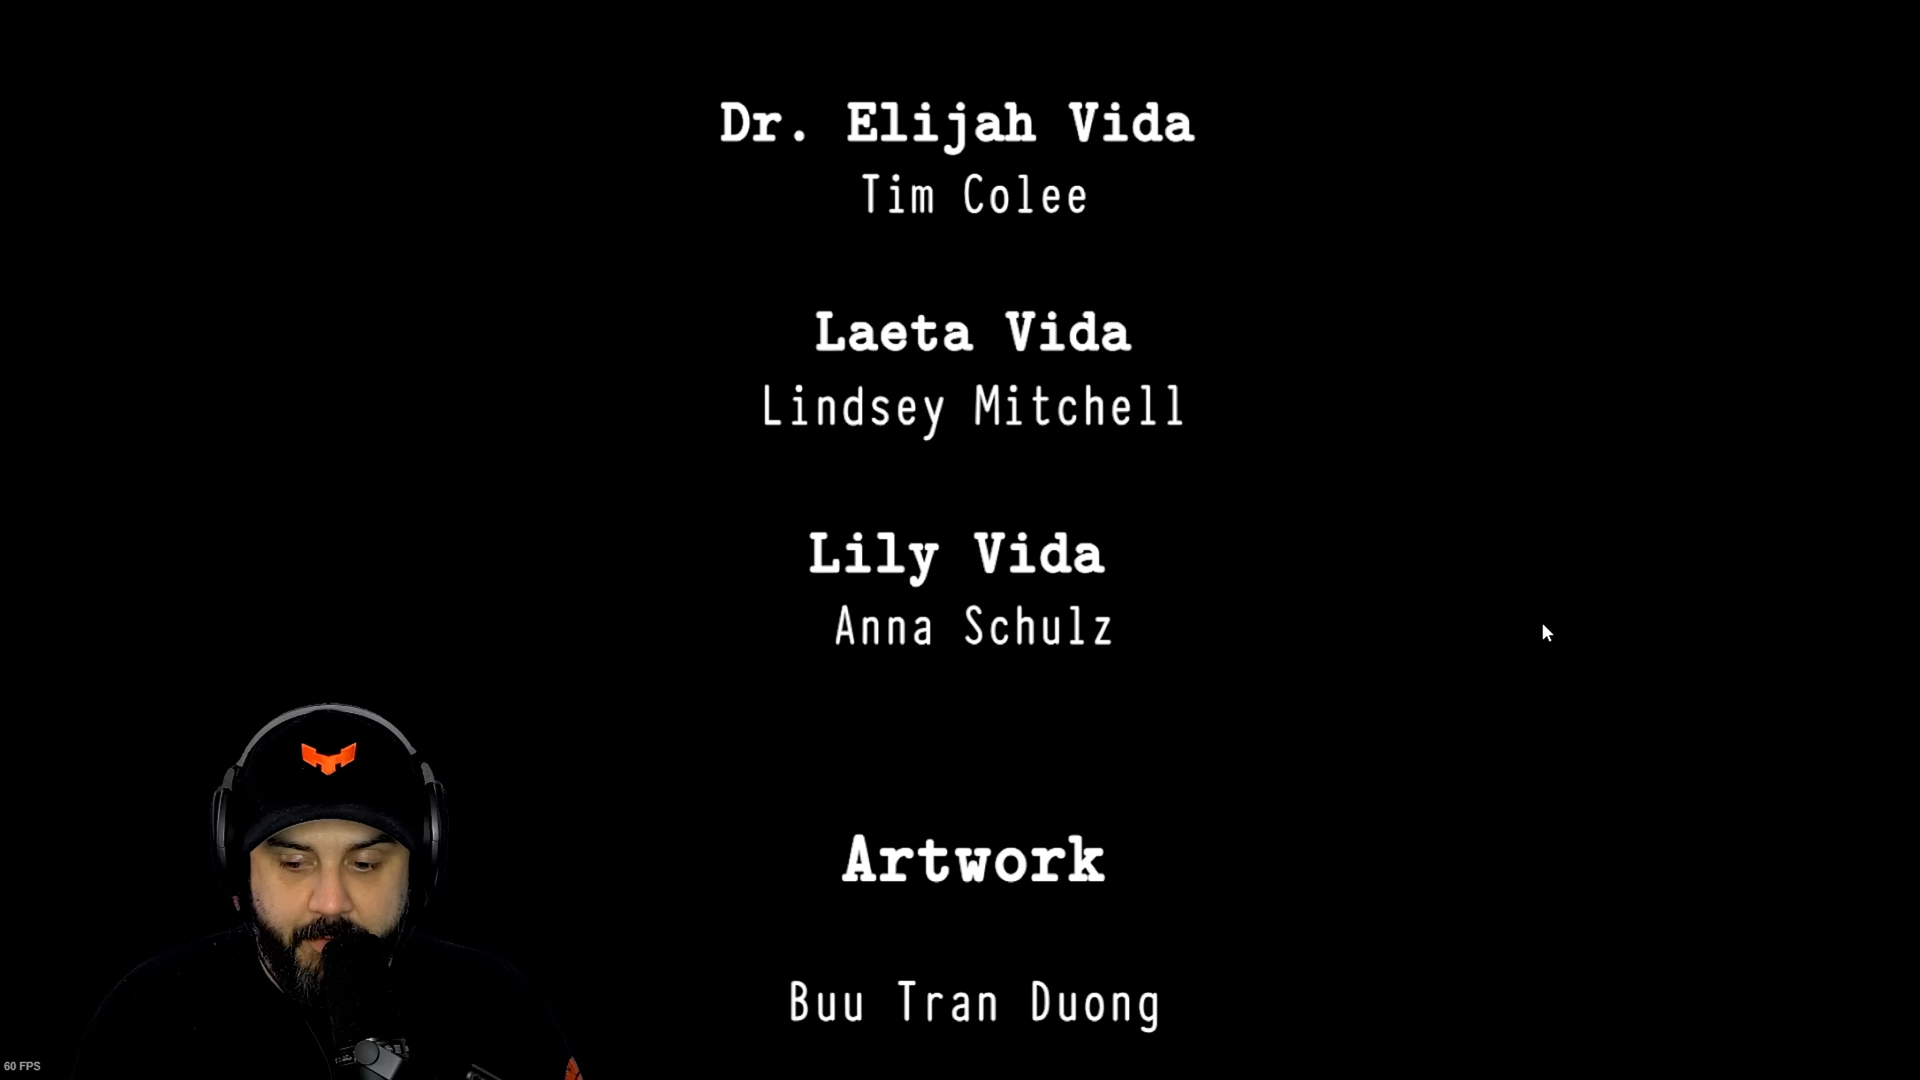 Dr. Elijah Vida
Tim Colee
Laeta Vida
Lindsey Mitchell
Lily Vida
Anna Schulz
Artwork
Buu Tran Duong
60 FPS